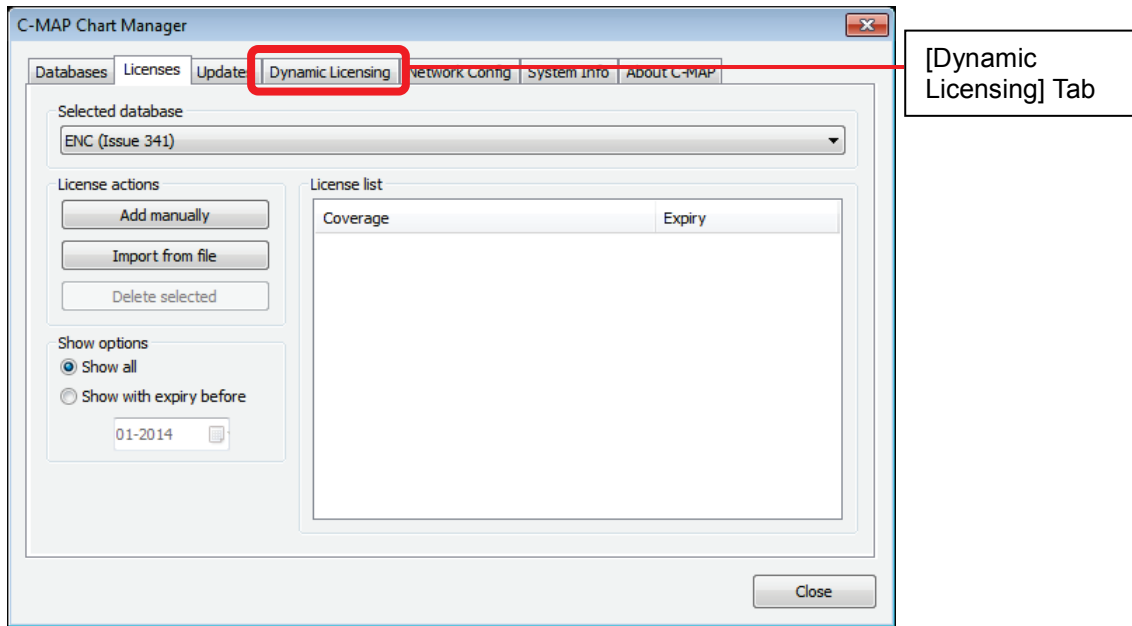 C-MAP Chart Manager
Databases Licenses Updates Dynamic Licensing Network Config System Info About C-MAP
[Dynamic
Licensing] Tab
Selected database
ENC (Issue 341)
License actions
Add manually
Import from file
Delete selected
License list
Coverage Expiry
Show options
Show all
Show with expiry before
01-2014
Close